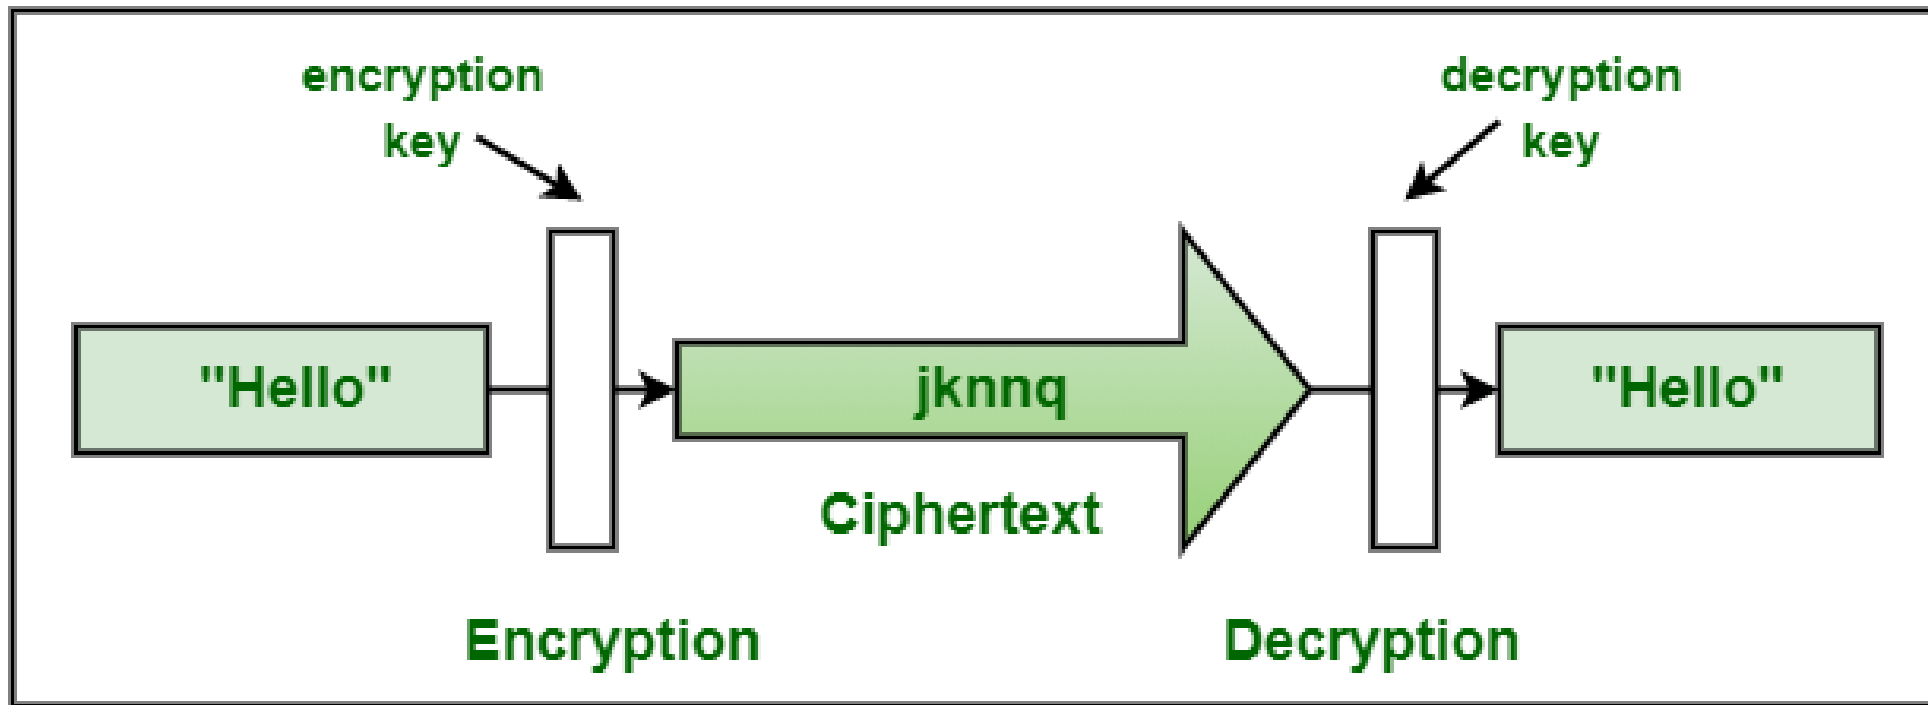 encryption
key
decryption
key
"Hello"
jknnq
"Hello"
Ciphertext
Encryption
Decryption